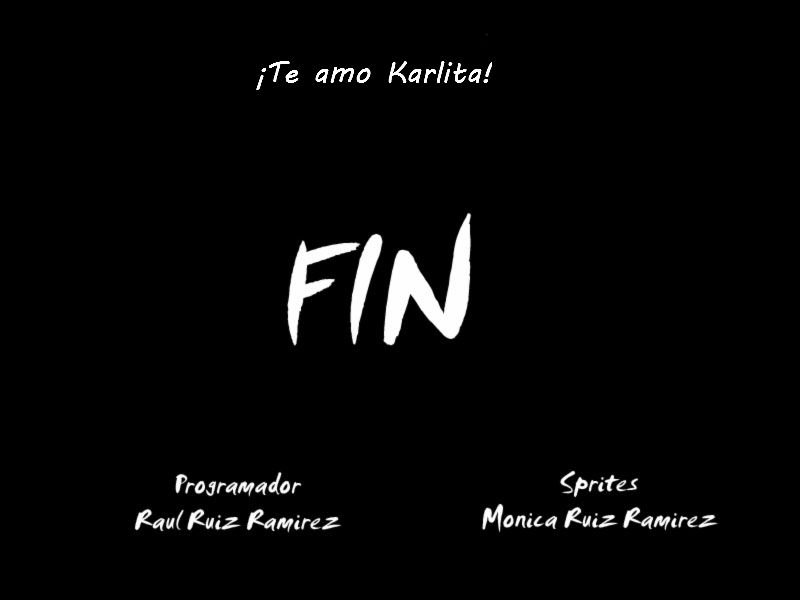 ¡Te amo Karlita!
FIN
Programador
Raul Ruiz Ramirez
Sprites
Monica Ruiz Ramirez